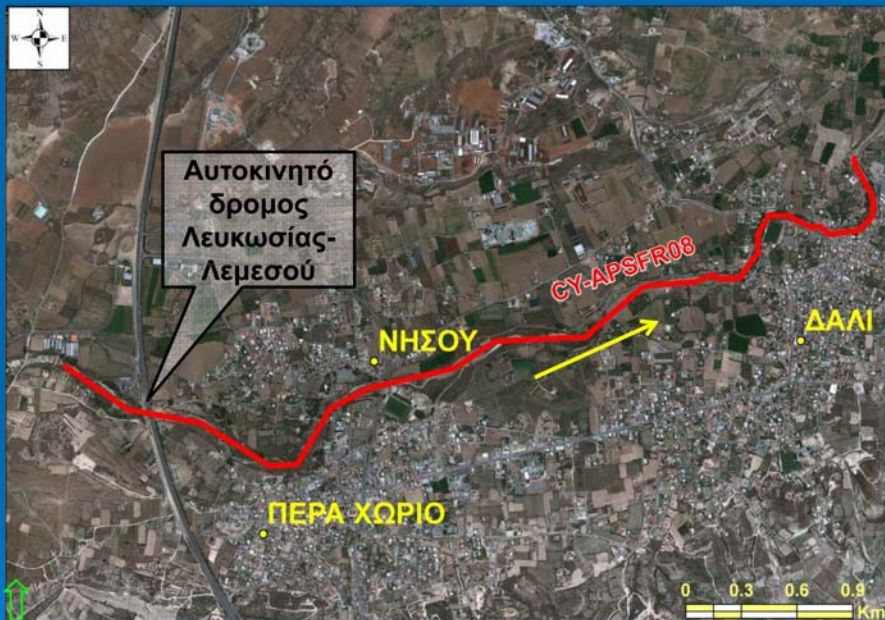 N
W E
S
Αυτοκινητό
δρομος
Λευκωσίας-
Λεμεσού
CY-APSFR08
ΔΑΛΙ
ΝΗΣΟΥ
ΠΕΡΑ ΧΩΡΙΟ
0 0.3 0.6 0.9
Km